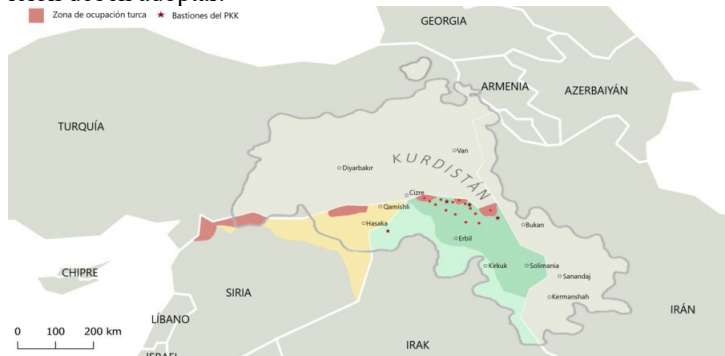 Zona de ocupación turca ★ Bastiones del PKK
GEORGIA
ARMENIA
AZERBAIYÁN
TURQUÍA
Van
KURDISTÁN
Diyarbakır
Cizre
Qamishli
Hasaka
Bukan
Erbil
Kirkuk
Solimania
Sanandaj
CHIPRE
SIRIA
Kermanshah
IRÁN
LÍBANO
0 100 200 km
IRAK